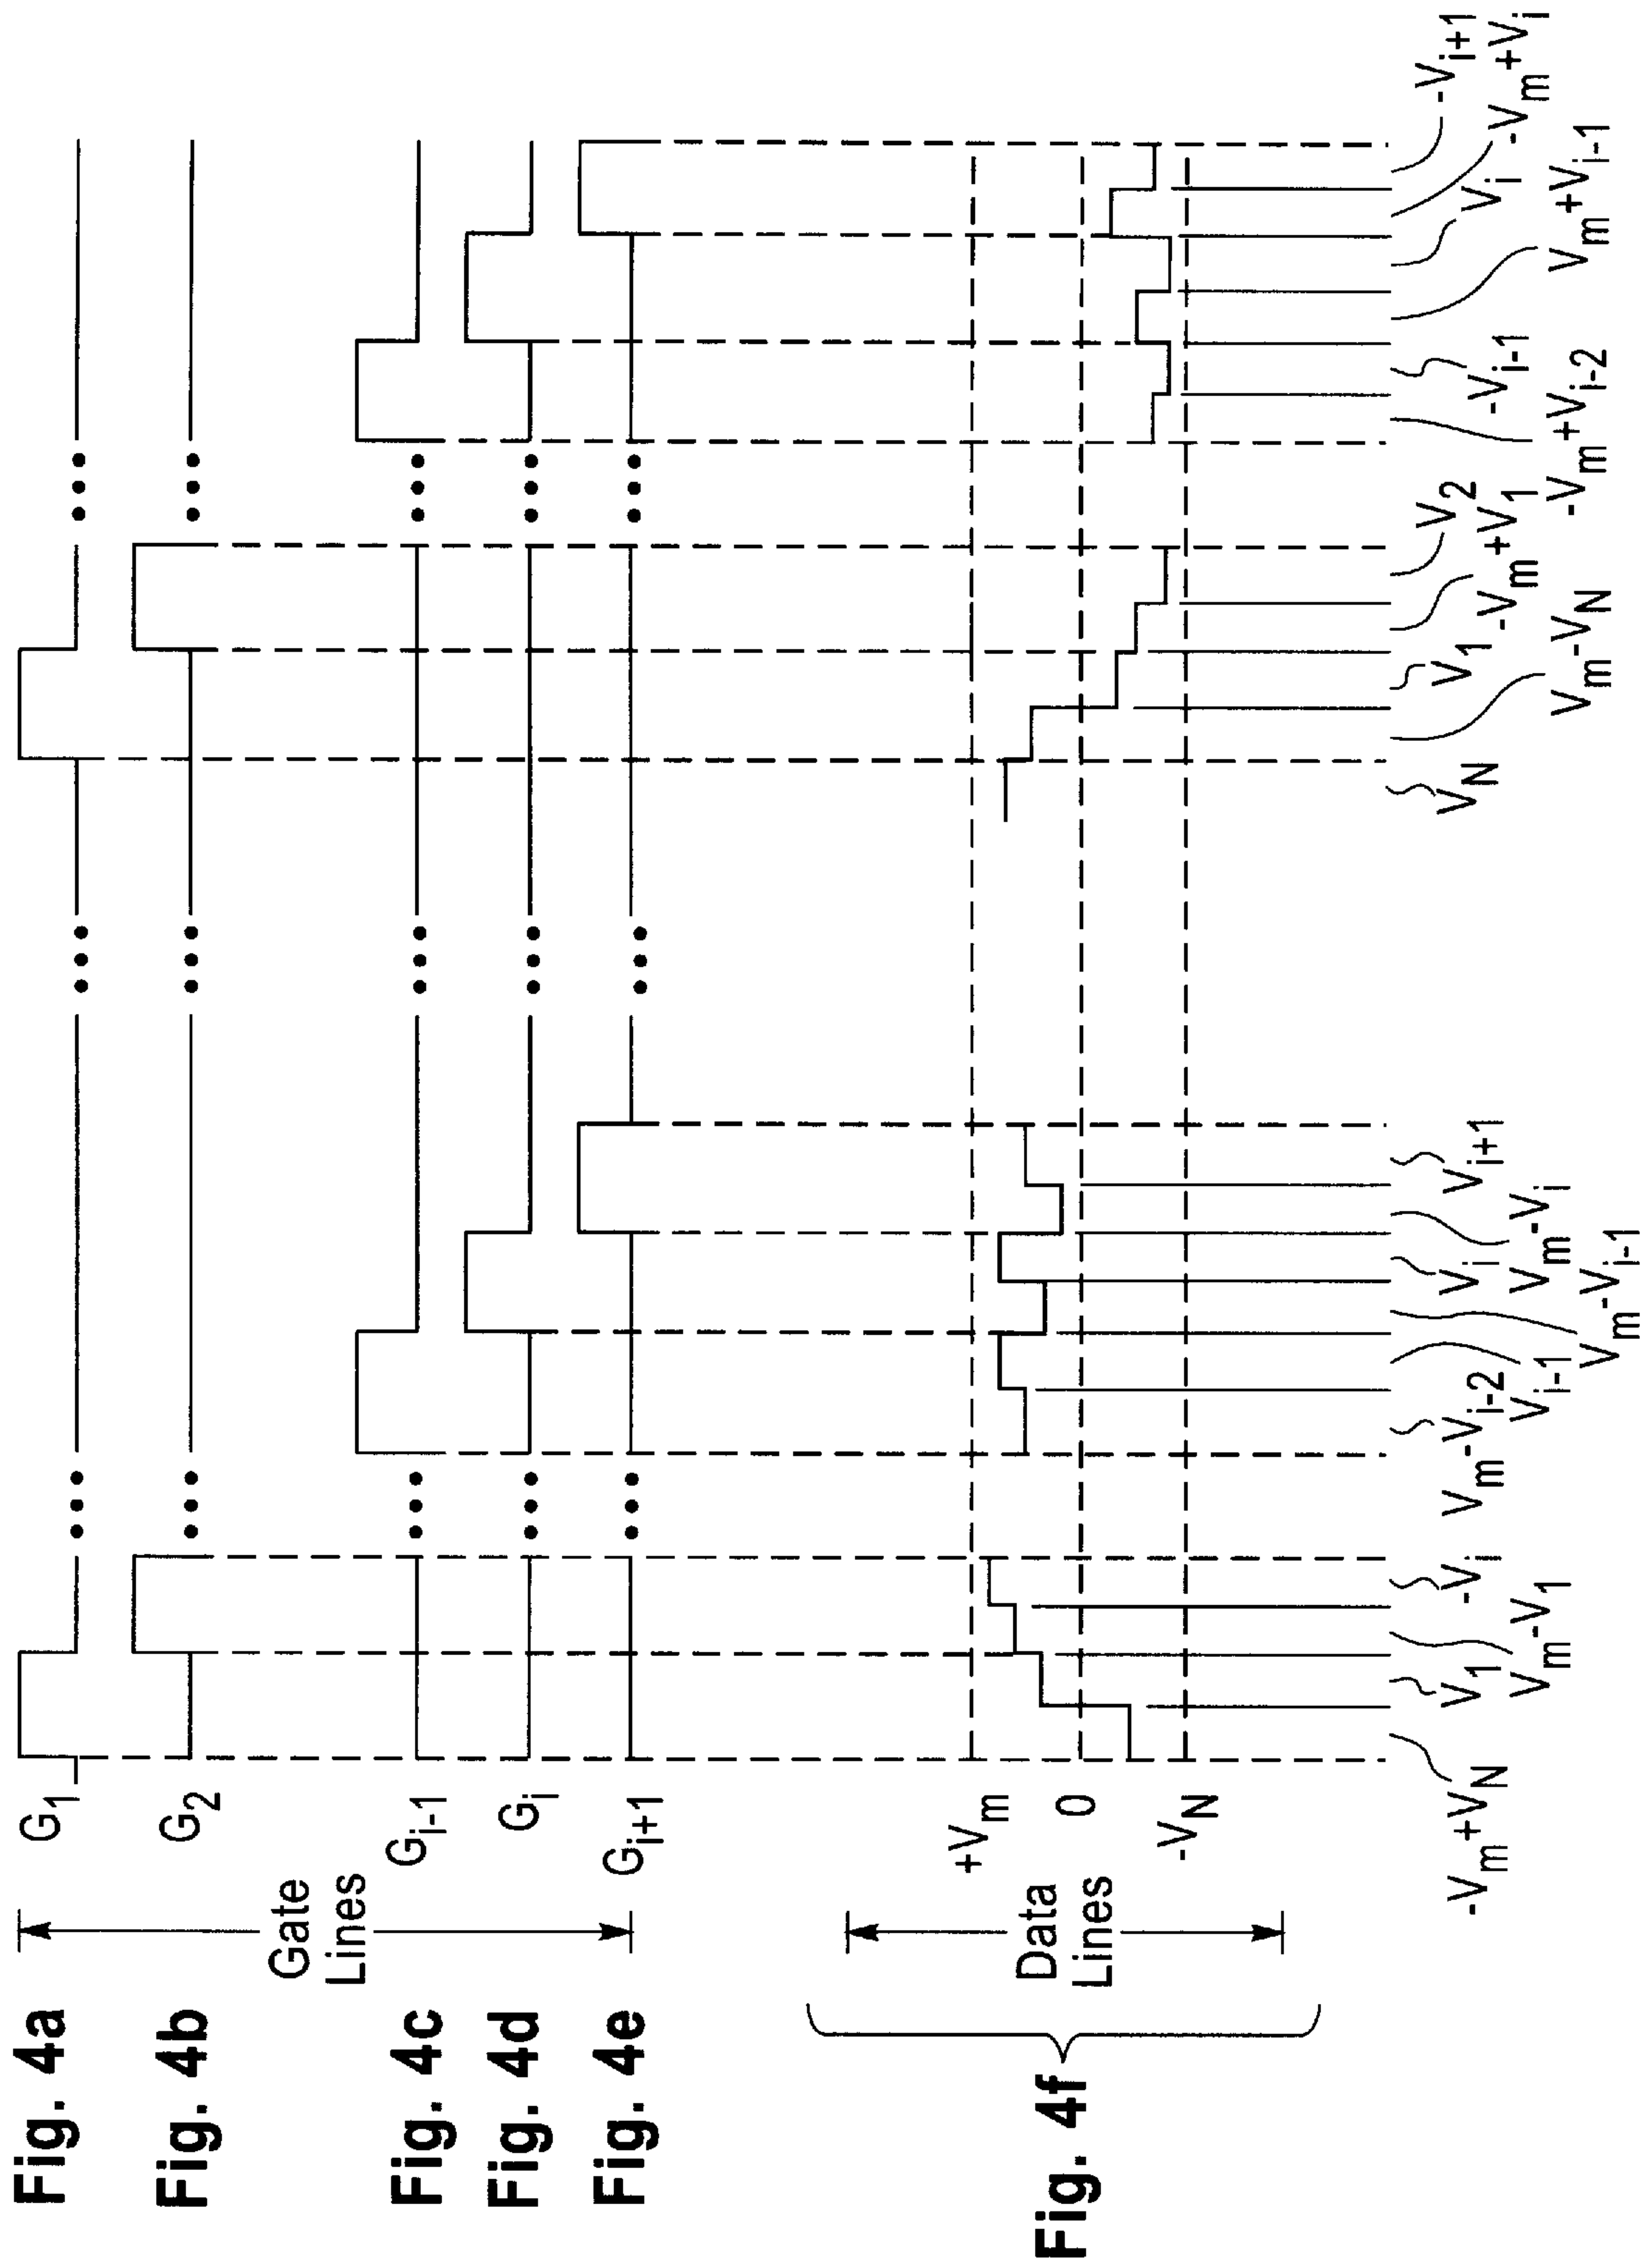 Fig. 4a
G1
Fig. 4b
G2
Gate
Lines
Fig. 4c
Gi-1
Fig. 4d
Gi
Fig. 4e
Gi+1
Fig. 4f
Data
Lines
+Vm
0
-VN
-Vm+VN
V1
Vm-V1
-Vi
Vm-Vi-2
Vi-1
Vm-Vi-1
Vi
Vm-Vi
Vi+1
VN
Vm-VN
V1
-Vm+V1
V2
-Vm+Vi-2
-Vi-1
Vm+Vi-1
Vi
-Vm+Vi
-Vi+1